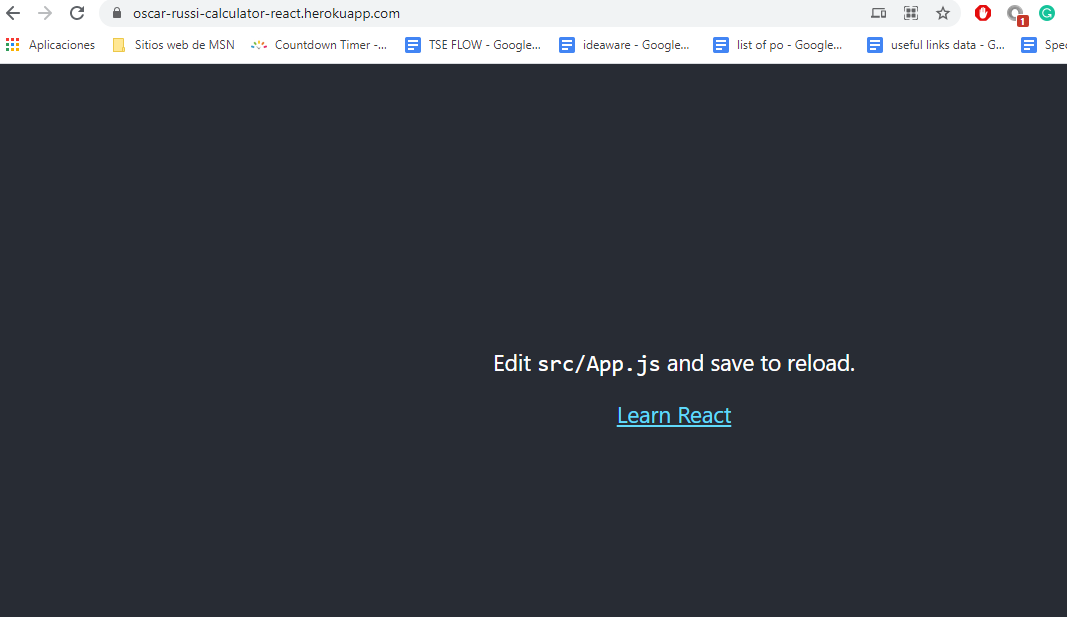 oscar-russi-calculator-react.herokuapp.com
1
G
Aplicaciones Sitios web de MSN Countdown Timer -... TSE FLOW - Google... ideaware - Google... list of po - Google... useful links data - G... Spec
Edit src/App.js and save to reload.
Learn React